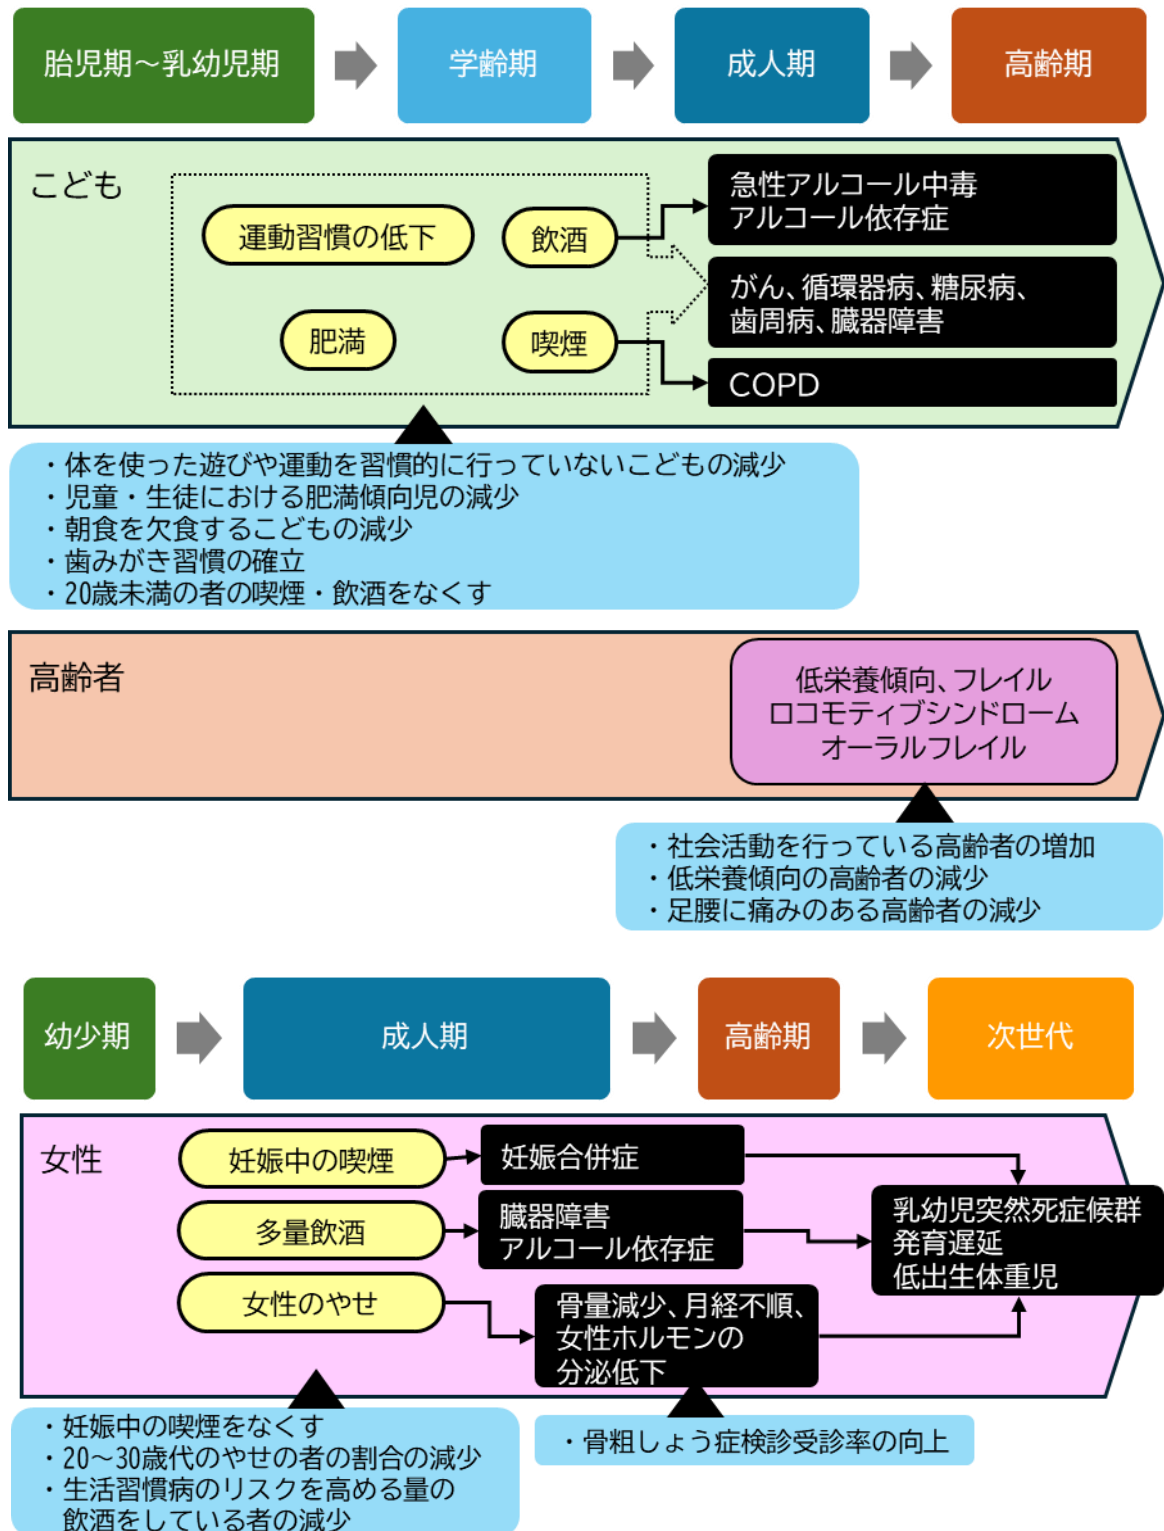 胎児期～乳幼児期
学齢期
成人期
高齢期
こども
運動習慣の低下
飲酒
肥満
喫煙
急性アルコール中毒
アルコール依存症
がん、循環器病、糖尿病、
歯周病、臓器障害
COPD
・体を使った遊びや運動を習慣的に行っていないこどもの減少
・児童・生徒における肥満傾向児の減少
・朝食を欠食するこどもの減少
・歯みがき習慣の確立
・20歳未満の者の喫煙・飲酒をなくす
高齢者
低栄養傾向、フレイル
ロコモティブシンドローム
オーラルフレイル
・社会活動を行っている高齢者の増加
・低栄養傾向の高齢者の減少
・足腰に痛みのある高齢者の減少
幼少期
成人期
高齢期
次世代
女性
妊娠中の喫煙
妊娠合併症
多量飲酒
臓器障害
アルコール依存症
女性のやせ
骨量減少、月経不順、
女性ホルモンの
分泌低下
乳幼児突然死症候群
発育遅延
低出生体重児
・妊娠中の喫煙をなくす
・20～30歳代のやせの者の割合の減少
・生活習慣病のリスクを高める量の
飲酒をしている者の減少
・骨粗しょう症検診受診率の向上